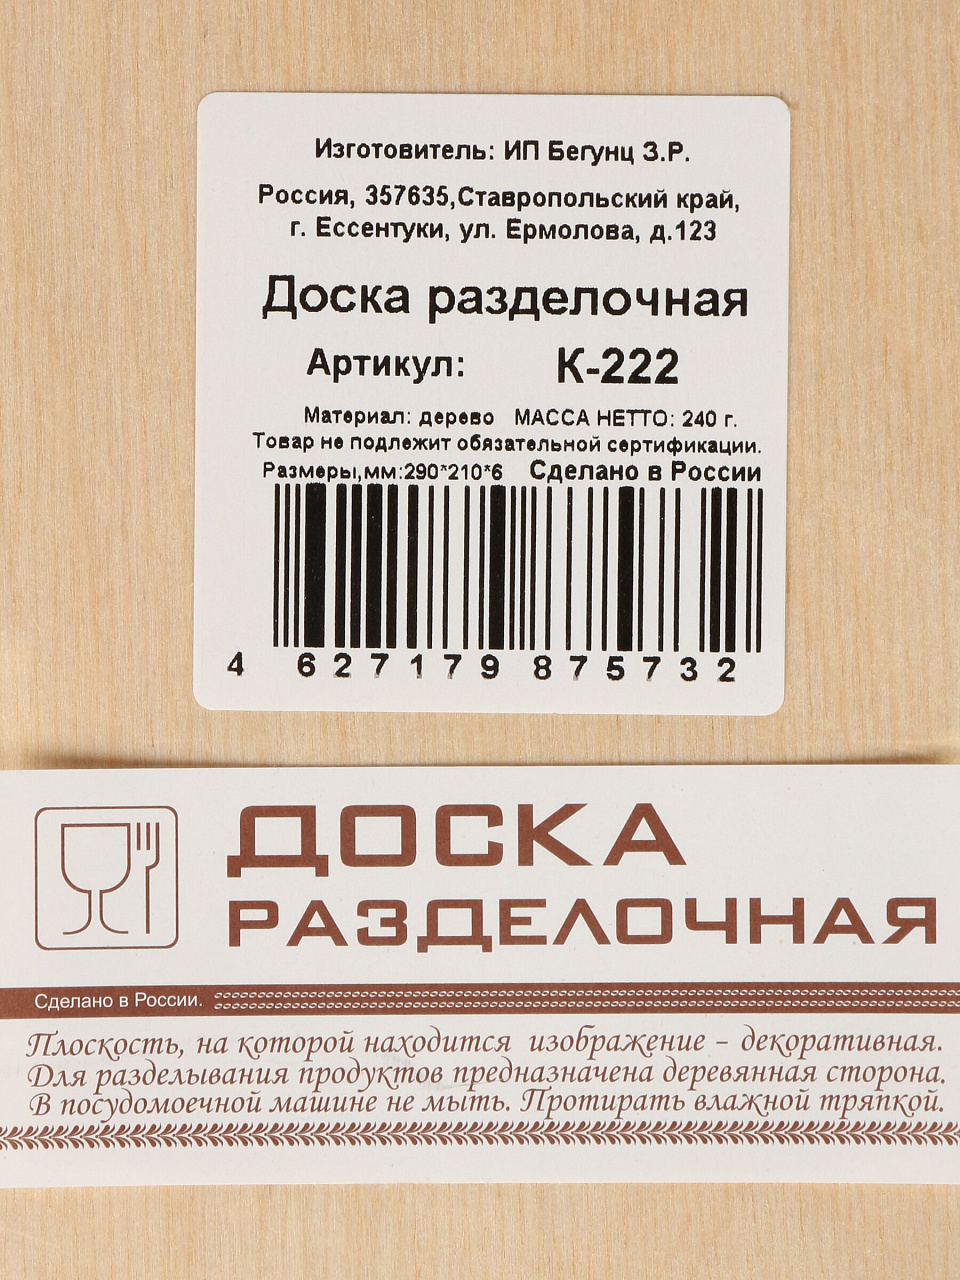 Изготовитель: ИП Бегунц З.Р.
Россия, 357635,Ставропольский край,
г. Ессентуки, ул. Ермолова, д.123
Доска разделочная
Артикул: К-222
Материал: дерево МАССА НЕТТО: 240 г.
Товар не подлежит обязательной сертификации.
Размеры,мм:290*210*6 Сделано в России
4 627179 875732
ДОСКА
РАЗДЕЛОЧНАЯ
Сделано в России.
Плоскость, на которой находится изображение – декоративная.
Для разделывания продуктов предназначена деревянная сторона.
В посудомоечной машине не мыть. Протирать влажной тряпкой.